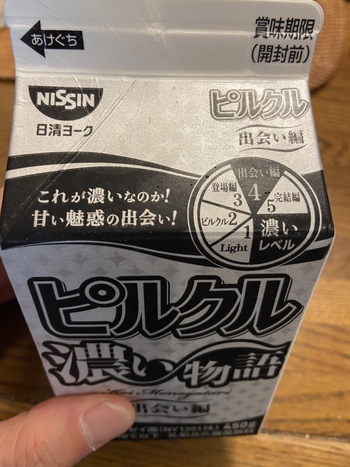 あけぐち
賞味期限
(開封前)
NISSIN
日清ヨーク
ピルクル
出会い編
これが濃いなのか!
甘い魅惑の出会い!
登場編
3
出会い編
4
完結編
5
ピルクル
2
1
Light
濃い
レベル
ピルクル
濃い物語
Koi Monogatari
出会い編